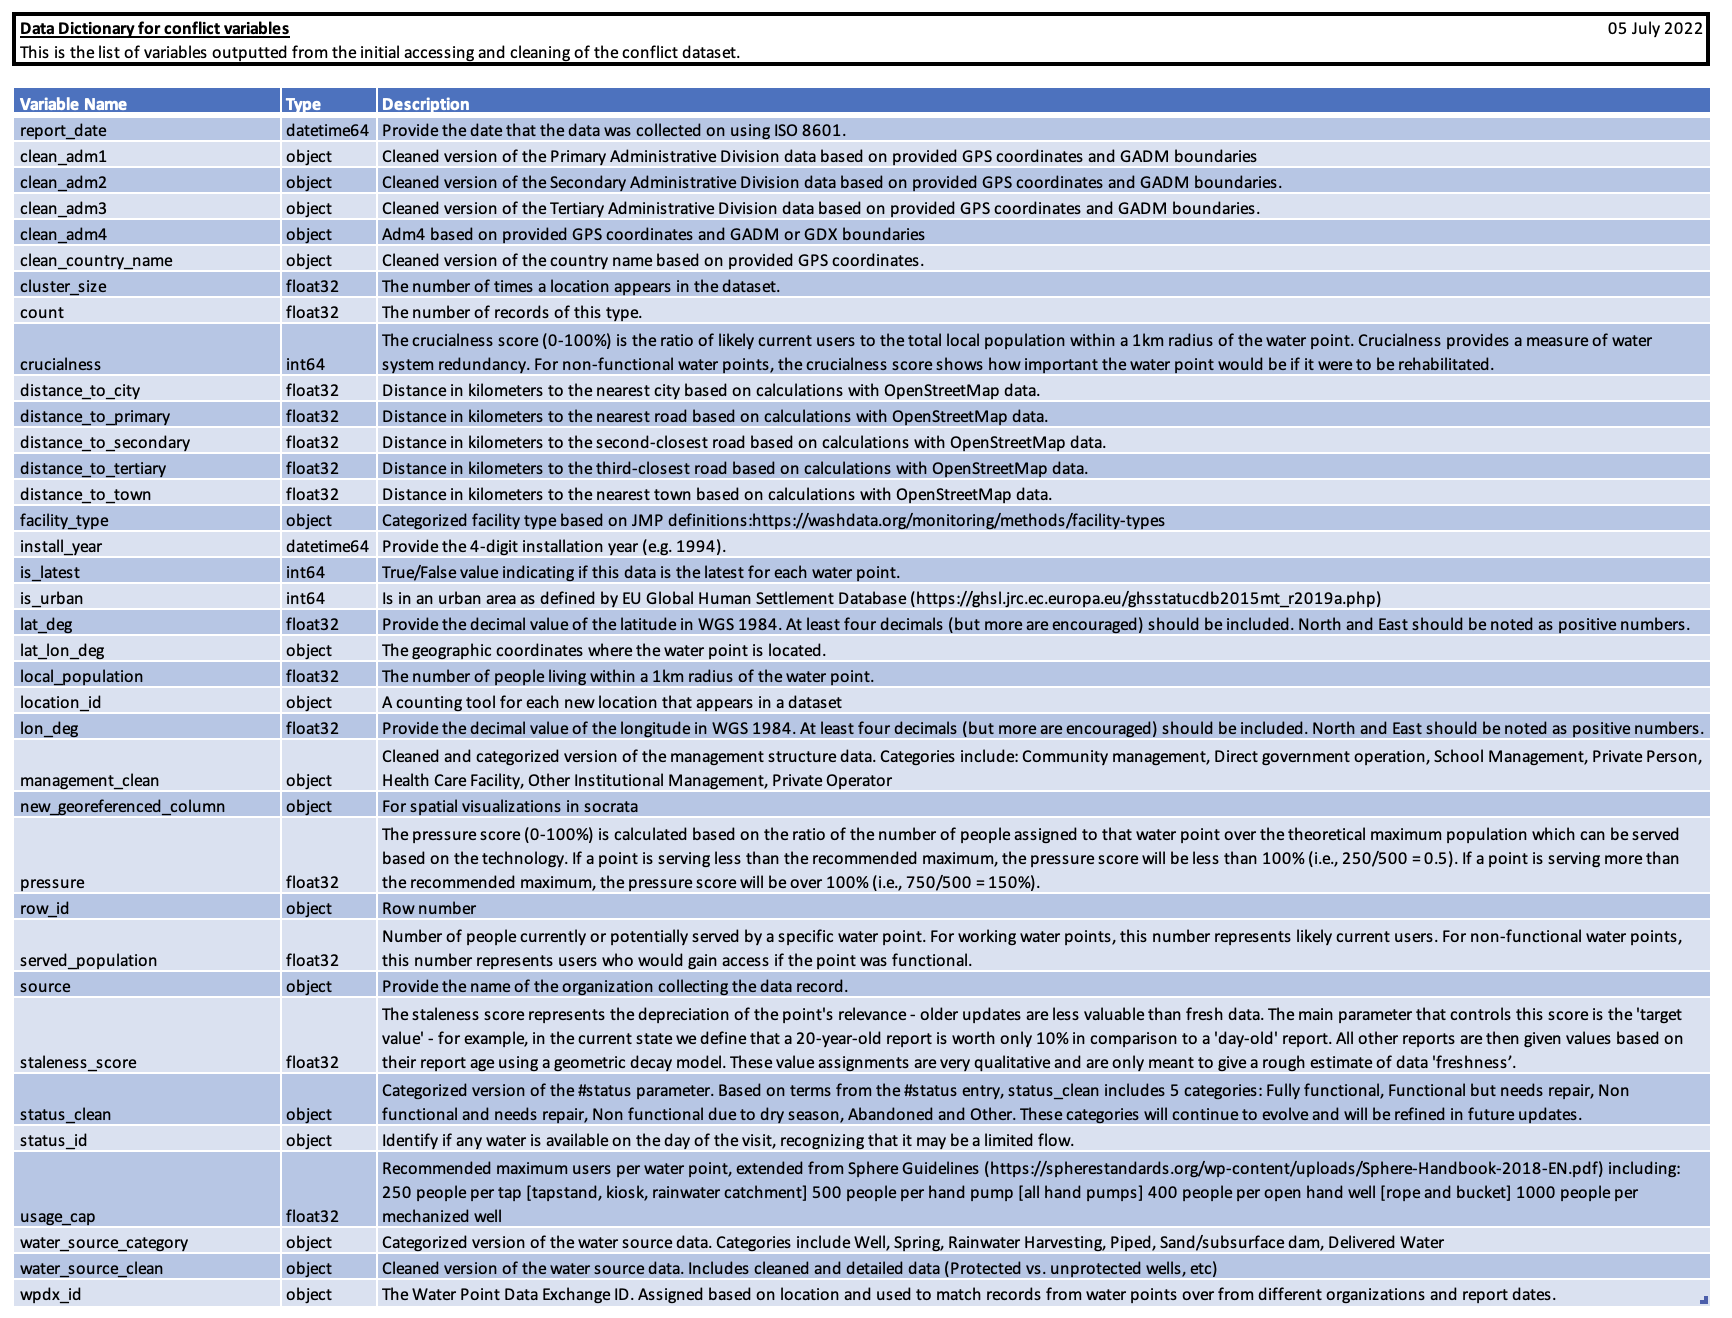 Data Dictionary for conflict variables 05 July 2022
This is the list of variables outputted from the initial accessing and cleaning of the conflict dataset.
Variable Name Type Description
report_date datetime64 Provide the date that the data was collected on using ISO 8601.
clean_adm1 object Cleaned version of the Primary Administrative Division data based on provided GPS coordinates and GADM boundaries
clean_adm2 object Cleaned version of the Secondary Administrative Division data based on provided GPS coordinates and GADM boundaries.
clean_adm3 object Cleaned version of the Tertiary Administrative Division data based on provided GPS coordinates and GADM boundaries.
clean_adm4 object Adm4 based on provided GPS coordinates and GADM or GDX boundaries
clean_country_name object Cleaned version of the country name based on provided GPS coordinates.
cluster_size float32 The number of times a location appears in the dataset.
count float32 The number of records of this type.
The crucialness score (0-100%) is the ratio of likely current users to the total local population within a 1km radius of the water point. Crucialness provides a measure of water
crucialness int64 system redundancy. For non-functional water points, the crucialness score shows how important the water point would be if it were to be rehabilitated.
distance_to_city float32 Distance in kilometers to the nearest city based on calculations with OpenStreetMap data.
distance_to_primary float32 Distance in kilometers to the nearest road based on calculations with OpenStreetMap data.
distance_to_secondary float32 Distance in kilometers to the second-closest road based on calculations with OpenStreetMap data.
distance_to_tertiary float32 Distance in kilometers to the third-closest road based on calculations with OpenStreetMap data.
distance_to_town float32 Distance in kilometers to the nearest town based on calculations with OpenStreetMap data.
facility_type object Categorized facility type based on JMP definitions:https://washdata.org/monitoring/methods/facility-types
install_year datetime64 Provide the 4-digit installation year (e.g. 1994).
is_latest int64 True/False value indicating if this data is the latest for each water point.
is_urban int64 Is in an urban area as defined by EU Global Human Settlement Database (https://ghsl.jrc.ec.europa.eu/ghsstatucdb2015mt_r2019a.php)
lat_deg float32 Provide the decimal value of the latitude in WGS 1984. At least four decimals (but more are encouraged) should be included. North and East should be noted as positive numbers.
lat_lon_deg object The geographic coordinates where the water point is located.
local_population float32 The number of people living within a 1km radius of the water point.
location_id object A counting tool for each new location that appears in a dataset
lon_deg float32 Provide the decimal value of the longitude in WGS 1984. At least four decimals (but more are encouraged) should be included. North and East should be noted as positive numbers.
Cleaned and categorized version of the management structure data. Categories include: Community management, Direct government operation, School Management, Private Person,
management_clean object Health Care Facility, Other Institutional Management, Private Operator
new_georeferenced_column object For spatial visualizations in socrata
The pressure score (0-100%) is calculated based on the ratio of the number of people assigned to that water point over the theoretical maximum population which can be served
based on the technology. If a point is serving less than the recommended maximum, the pressure score will be less than 100% (i.e., 250/500 = 0.5). If a point is serving more than
pressure float32 the recommended maximum, the pressure score will be over 100% (i.e., 750/500 = 150%).
row_id object Row number
Number of people currently or potentially served by a specific water point. For working water points, this number represents likely current users. For non-functional water points,
served_population float32 this number represents users who would gain access if the point was functional.
source object Provide the name of the organization collecting the data record.
The staleness score represents the depreciation of the point's relevance - older updates are less valuable than fresh data. The main parameter that controls this score is the 'target
value' - for example, in the current state we define that a 20-year-old report is worth only 10% in comparison to a 'day-old' report. All other reports are then given values based on
staleness_score float32 their report age using a geometric decay model. These value assignments are very qualitative and are only meant to give a rough estimate of data 'freshness’.
Categorized version of the #status parameter. Based on terms from the #status entry, status_clean includes 5 categories: Fully functional, Functional but needs repair, Non
status_clean object functional and needs repair, Non functional due to dry season, Abandoned and Other. These categories will continue to evolve and will be refined in future updates.
status_id object Identify if any water is available on the day of the visit, recognizing that it may be a limited flow.
Recommended maximum users per water point, extended from Sphere Guidelines (https://spherestandards.org/wp-content/uploads/Sphere-Handbook-2018-EN.pdf) including:
250 people per tap [tapstand, kiosk, rainwater catchment] 500 people per hand pump [all hand pumps] 400 people per open hand well [rope and bucket] 1000 people per
usage_cap float32 mechanized well
water_source_category object Categorized version of the water source data. Categories include Well, Spring, Rainwater Harvesting, Piped, Sand/subsurface dam, Delivered Water
water_source_clean object Cleaned version of the water source data. Includes cleaned and detailed data (Protected vs. unprotected wells, etc)
wpdx_id object The Water Point Data Exchange ID. Assigned based on location and used to match records from water points over from different organizations and report dates.